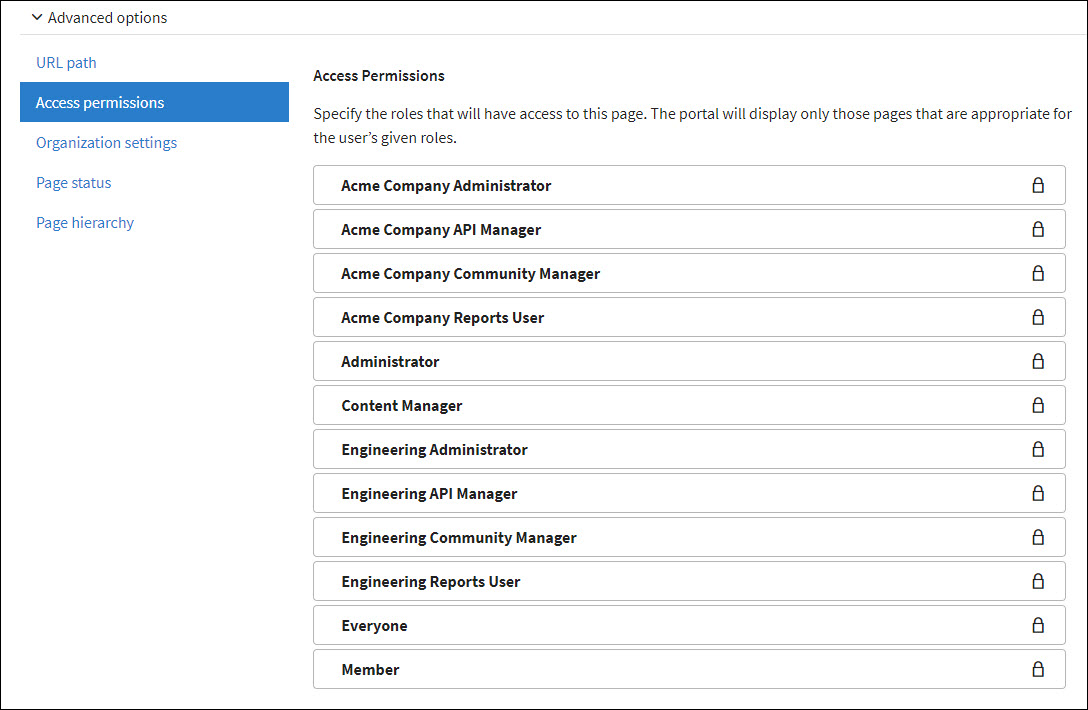 Advanced options
URL path
Access permissions
Organization settings
Page status
Page hierarchy
Access Permissions
Specify the roles that will have access to this page. The portal will display only those pages that are appropriate for
the user’s given roles.
Acme Company Administrator
Acme Company API Manager
Acme Company Community Manager
Acme Company Reports User
Administrator
Content Manager
Engineering Administrator
Engineering API Manager
Engineering Community Manager
Engineering Reports User
Everyone
Member